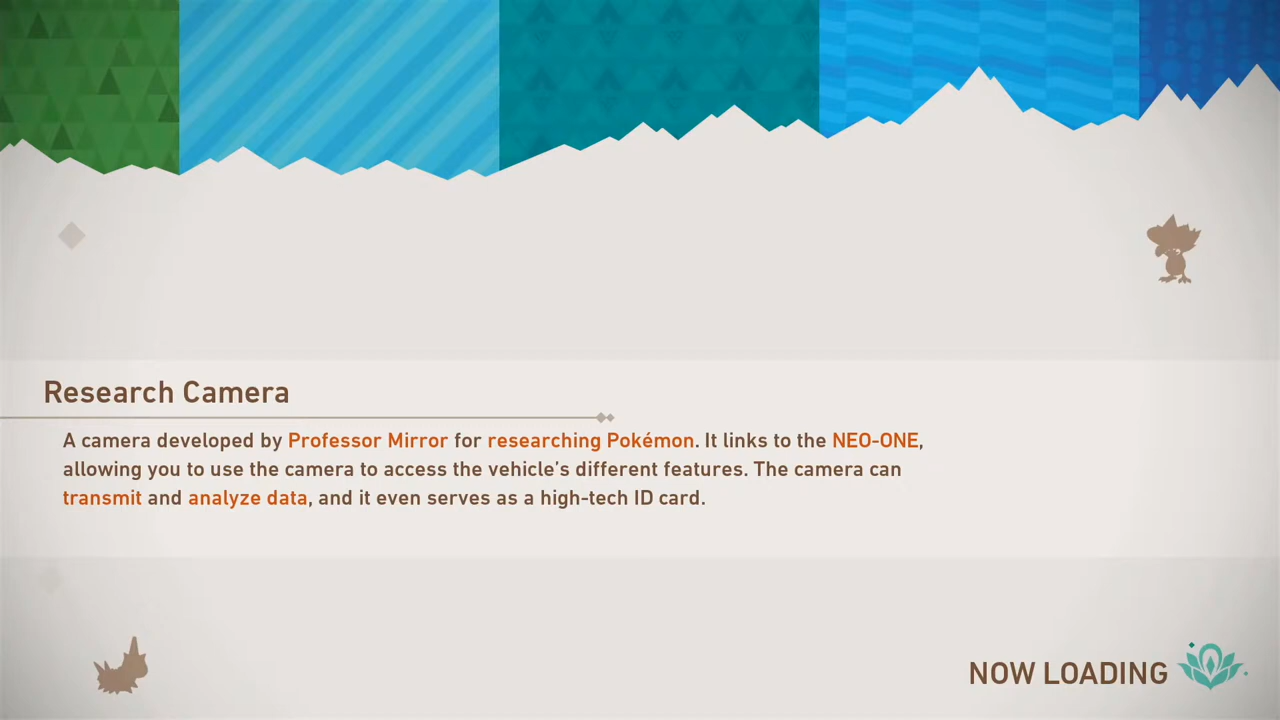 Research Camera
A camera developed by Professor Mirror for researching Pokémon. It links to the NEO-ONE,
allowing you to use the camera to access the vehicle's different features. The camera can
transmit and analyze data, and it even serves as a high-tech ID card.
NOW LOADING